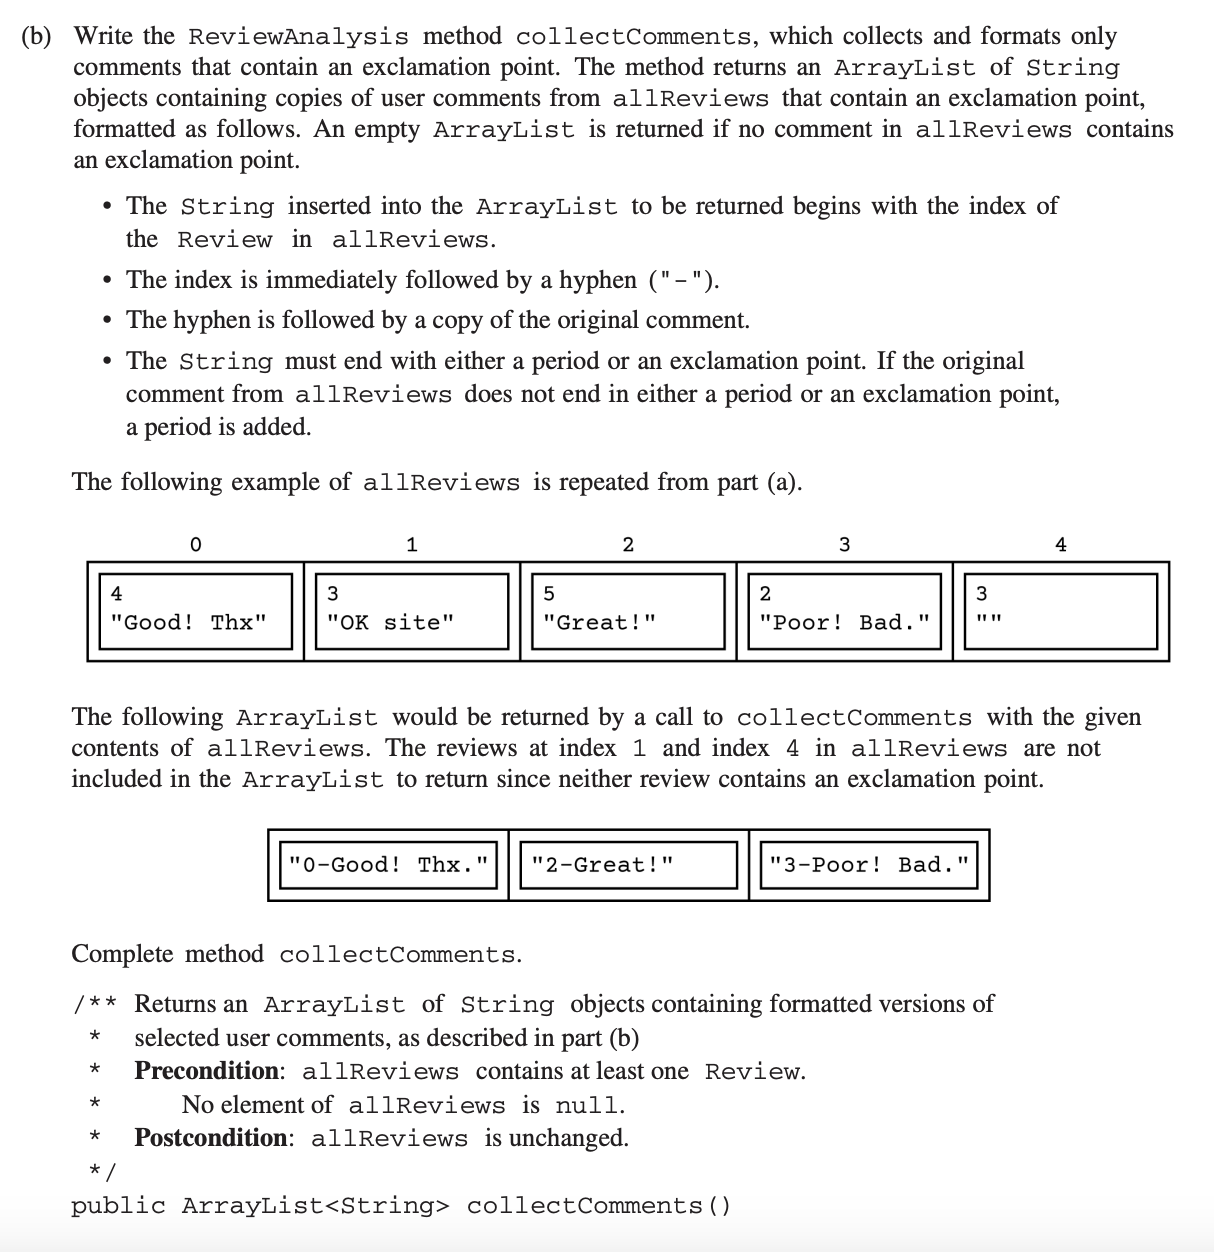 (b) Write the ReviewAnalysis method collectComments, which collects and formats only
comments that contain an exclamation point. The method returns an ArrayList of String
objects containing copies of user comments from allReviews that contain an exclamation point,
formatted as follows. An empty ArrayList is returned if no comment in allReviews contains
an exclamation point.
• The String inserted into the ArrayList to be returned begins with the index of
the Review in allReviews.
• The index is immediately followed by a hyphen ("-").
• The hyphen is followed by a copy of the original comment.
• The String must end with either a period or an exclamation point. If the original
comment from allReviews does not end in either a period or an exclamation point,
a period is added.
The following example of allReviews is repeated from part (a).
0 1 2 3 4
4 3 5 2 3
"Good! Thx" "OK site" "Great!" "Poor! Bad." ""
The following ArrayList would be returned by a call to collectComments with the given
contents of allReviews. The reviews at index 1 and index 4 in allReviews are not
included in the ArrayList to return since neither review contains an exclamation point.
"0-Good! Thx." "2-Great!" "3-Poor! Bad."
Complete method collectComments.
/** Returns an ArrayList of String objects containing formatted versions of
* selected user comments, as described in part (b)
* Precondition: allReviews contains at least one Review.
* No element of allReviews is null.
* Postcondition: allReviews is unchanged.
*/
public ArrayList<String> collectComments()